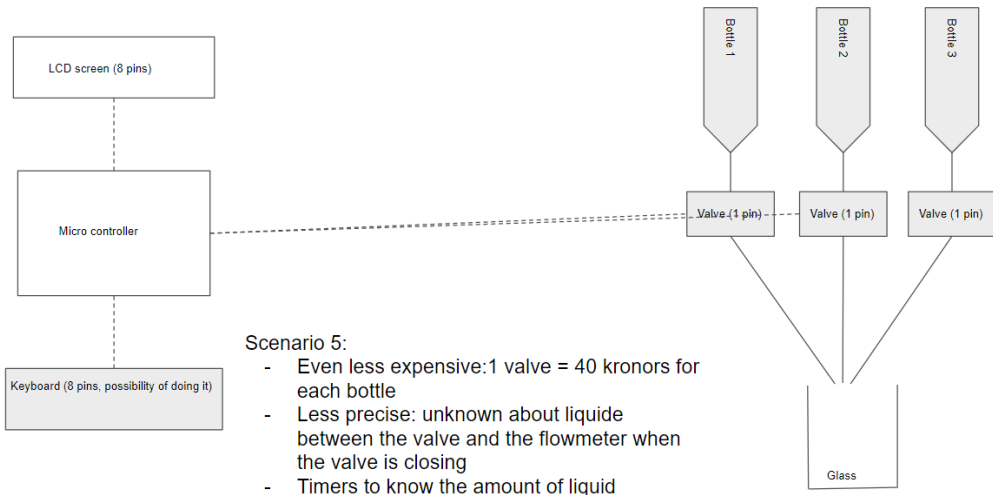 Bottle 1
Bottle 2
Bottle 3
LCD screen (8 pins)
Micro controller
Valve (1 pin)
Valve (1 pin)
Valve (1 pin)
Keyboard (8 pins, possibility of doing it)
Scenario 5:
- Even less expensive:1 valve = 40 kronors for
each bottle
- Less precise: unknown about liquide
between the valve and the flowmeter when
the valve is closing
- Timers to know the amount of liquid
Glass